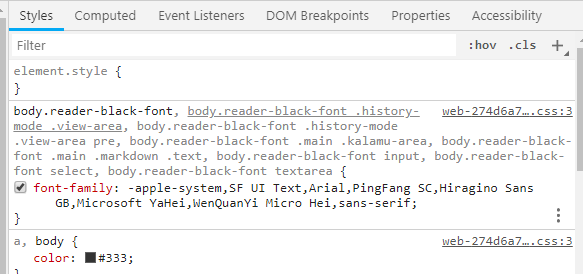 Styles Computed Event Listeners DOM Breakpoints Properties Accessibility
Filter :hov .cls +
element.style {
}
body.reader-black-font, body.reader-black-font .history- web-274d6a7….css:3
mode .view-area, body.reader-black-font .history-mode
.view-area pre, body.reader-black-font .main .kalamu-area, body.reader-black-
font .main .markdown .text, body.reader-black-font input, body.reader-black-
font select, body.reader-black-font textarea {
font-family: -apple-system,SF UI Text,Arial,PingFang SC,Hiragino Sans
GB,Microsoft YaHei,WenQuanYi Micro Hei,sans-serif;
}
a, body { web-274d6a7….css:3
color: #333;
}